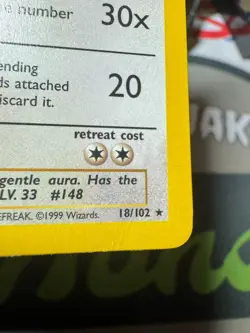 e number
30x
ending
ds attached
iscard it.
20
retreat cost
gentle aura. Has the
LV. 33 #148
EFREAK. ©1999 Wizards. 18/102 ★